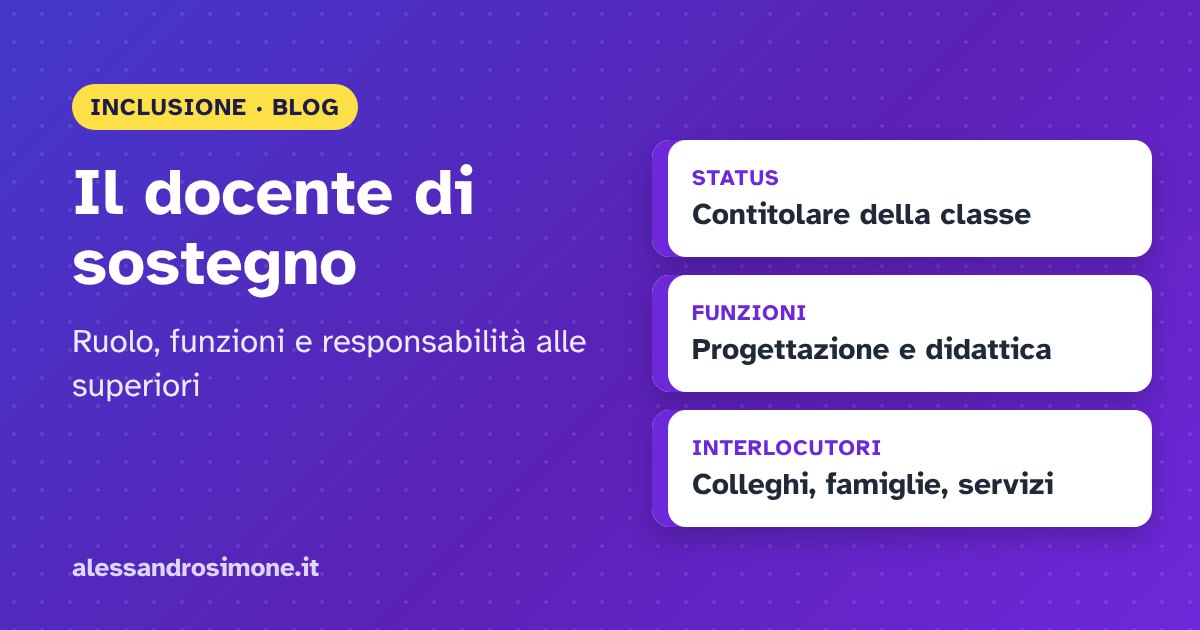 INCLUSIONE · BLOG
Il docente di
sostegno
Ruolo, funzioni e responsabilità alle
superiori
alessandrosimone.it
STATUS
Contitolare della classe
FUNZIONI
Progettazione e didattica
INTERLOCUTORI
Colleghi, famiglie, servizi